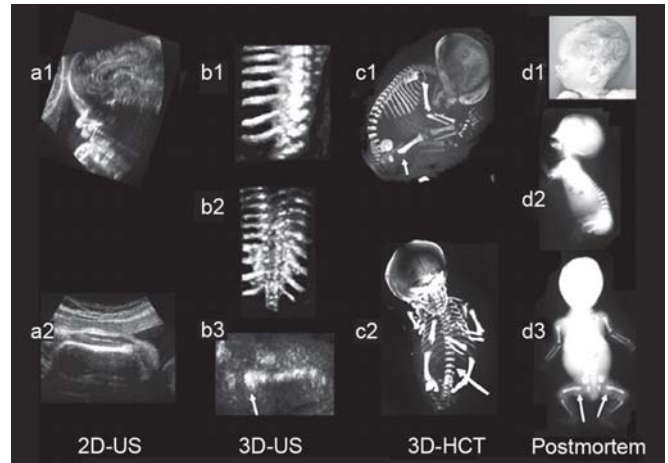 a1
b1
c1
d1
b2
d2
a2
b3
c2
d3
2D-US
3D-US
3D-HCT
Postmortem